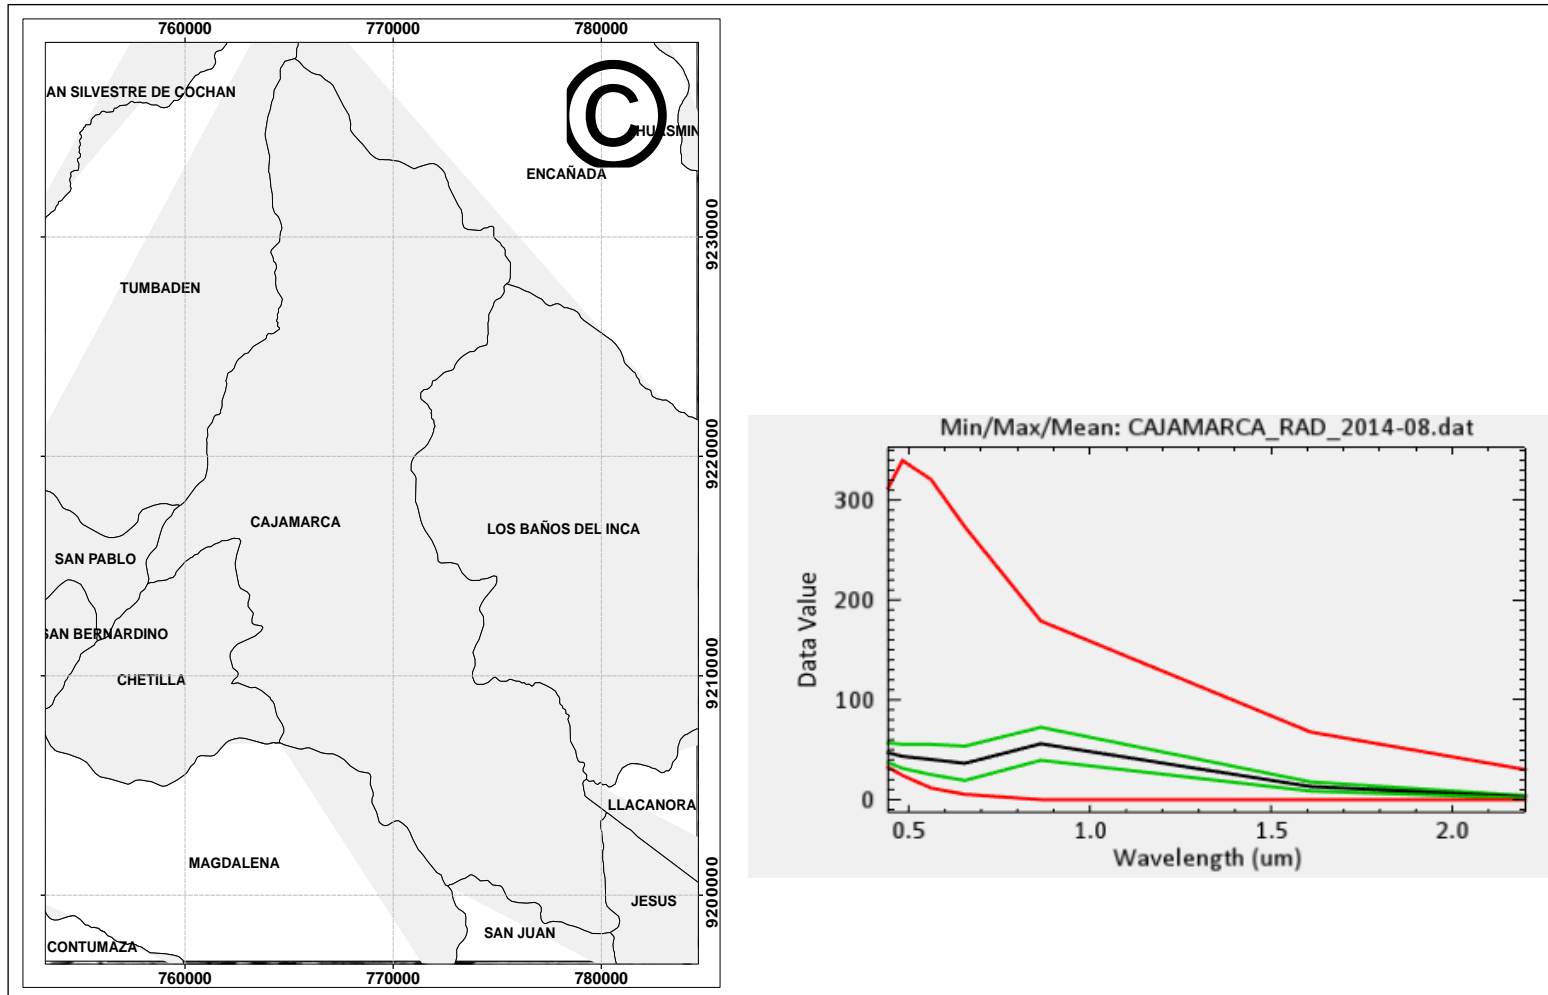 760000 770000 780000
AN SILVESTRE DE COCHAN
©
HUASMIN
ENCAÑADA
9230000
TUMBADEN
9220000
CAJAMARCA
LOS BAÑOS DEL INCA
SAN PABLO
SAN BERNARDINO
CHETILLA
9210000
LLACANORA
MAGDALENA
JESUS
9200000
SAN JUAN
CONTUMAZA
760000 770000 780000
Min/Max/Mean: CAJAMARCA_RAD_2014-08.dat
300
200
100
0
Data Value
0.5 1.0 1.5 2.0
Wavelength (um)